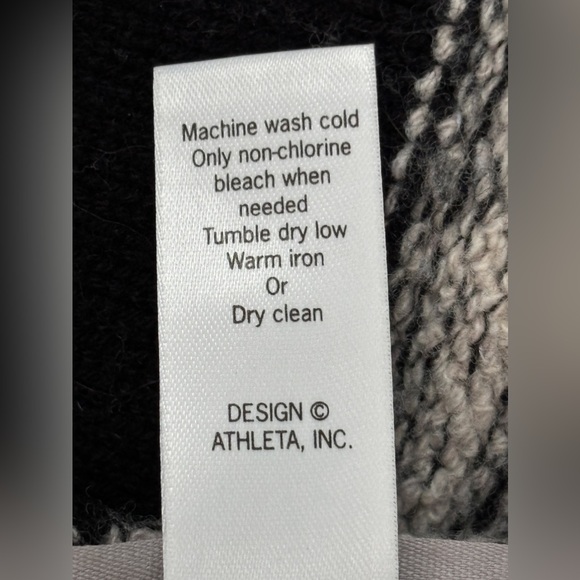 Machine wash cold
Only non-chlorine
bleach when
needed
Tumble dry low
Warm iron
Or
Dry clean
DESIGN ©
ATHLETA, INC.